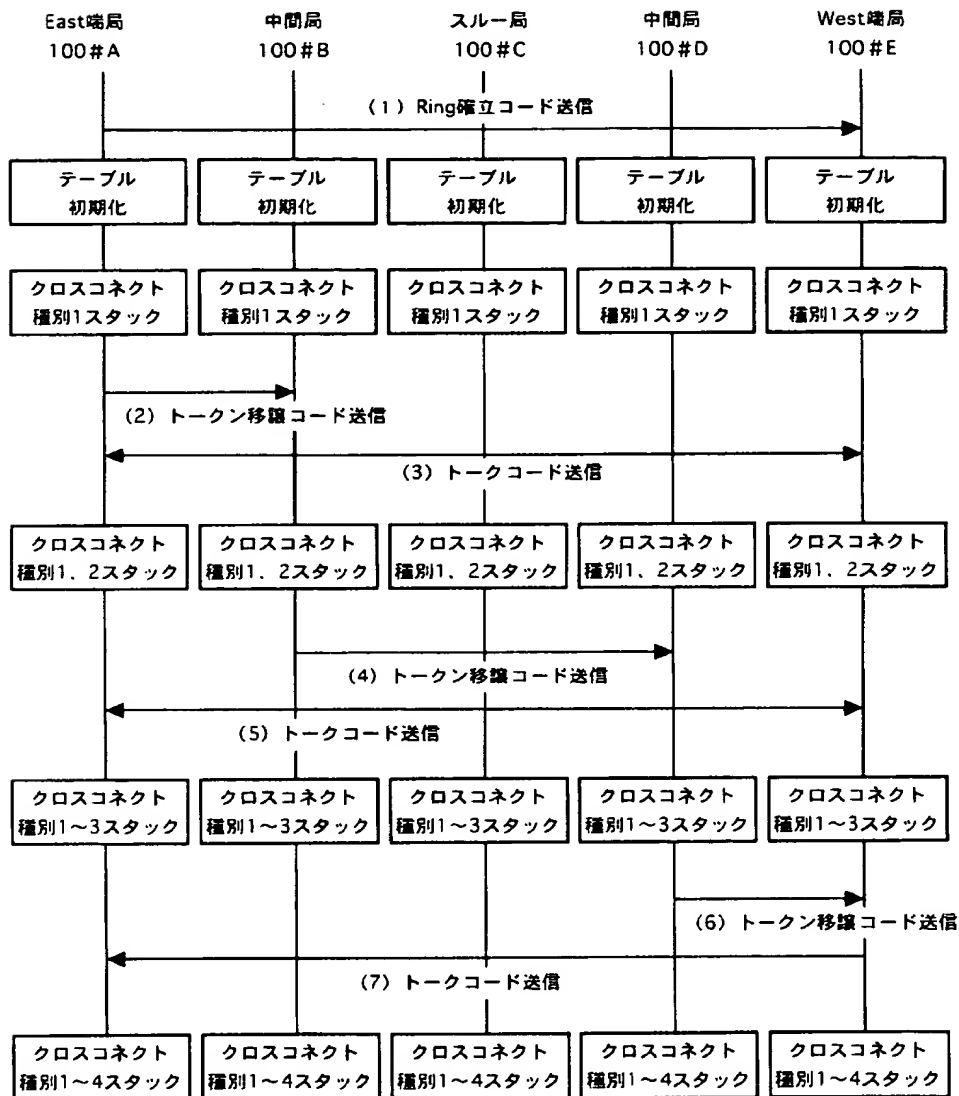 East端局
100#A
中間局
100#B
スルー局
100#C
中間局
100#D
West端局
100#E
(1) Ring確立コード送信
テーブル
初期化
テーブル
初期化
テーブル
初期化
テーブル
初期化
テーブル
初期化
クロスコネクト
種別1スタック
クロスコネクト
種別1スタック
クロスコネクト
種別1スタック
クロスコネクト
種別1スタック
クロスコネクト
種別1スタック
(2) トークン移譲コード送信
(3) トークコード送信
クロスコネクト
種別1、2スタック
クロスコネクト
種別1、2スタック
クロスコネクト
種別1、2スタック
クロスコネクト
種別1、2スタック
クロスコネクト
種別1、2スタック
(4) トークン移譲コード送信
(5) トークコード送信
クロスコネクト
種別1~3スタック
クロスコネクト
種別1~3スタック
クロスコネクト
種別1~3スタック
クロスコネクト
種別1~3スタック
クロスコネクト
種別1~3スタック
(6) トークン移譲コード送信
(7) トークコード送信
クロスコネクト
種別1~4スタック
クロスコネクト
種別1~4スタック
クロスコネクト
種別1~4スタック
クロスコネクト
種別1~4スタック
クロスコネクト
種別1~4スタック